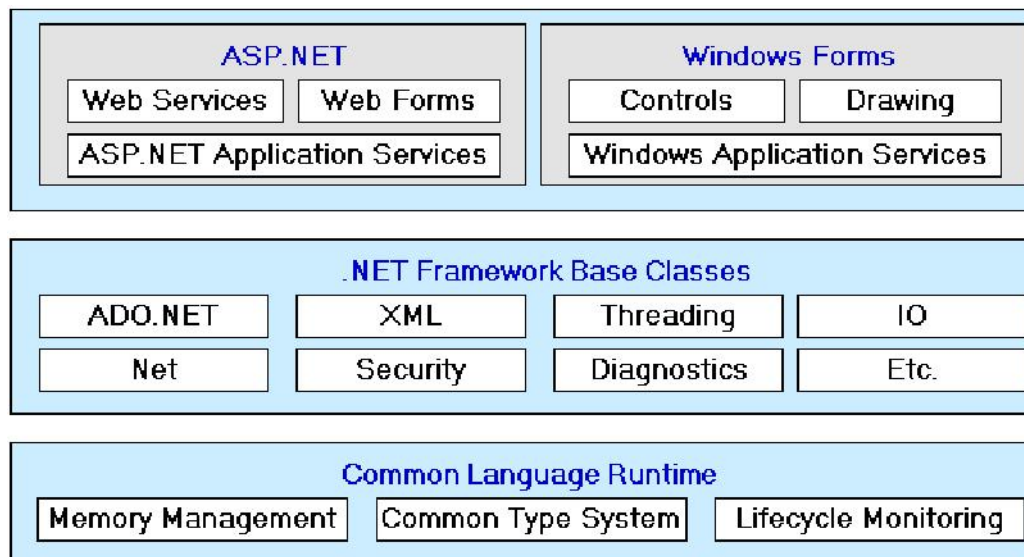 ASP.NET
Web Services Web Forms
ASP.NET Application Services
Windows Forms
Controls Drawing
Windows Application Services
.NET Framework Base Classes
ADO.NET XML Threading IO
Net Security Diagnostics Etc.
Common Language Runtime
Memory Management Common Type System Lifecycle Monitoring